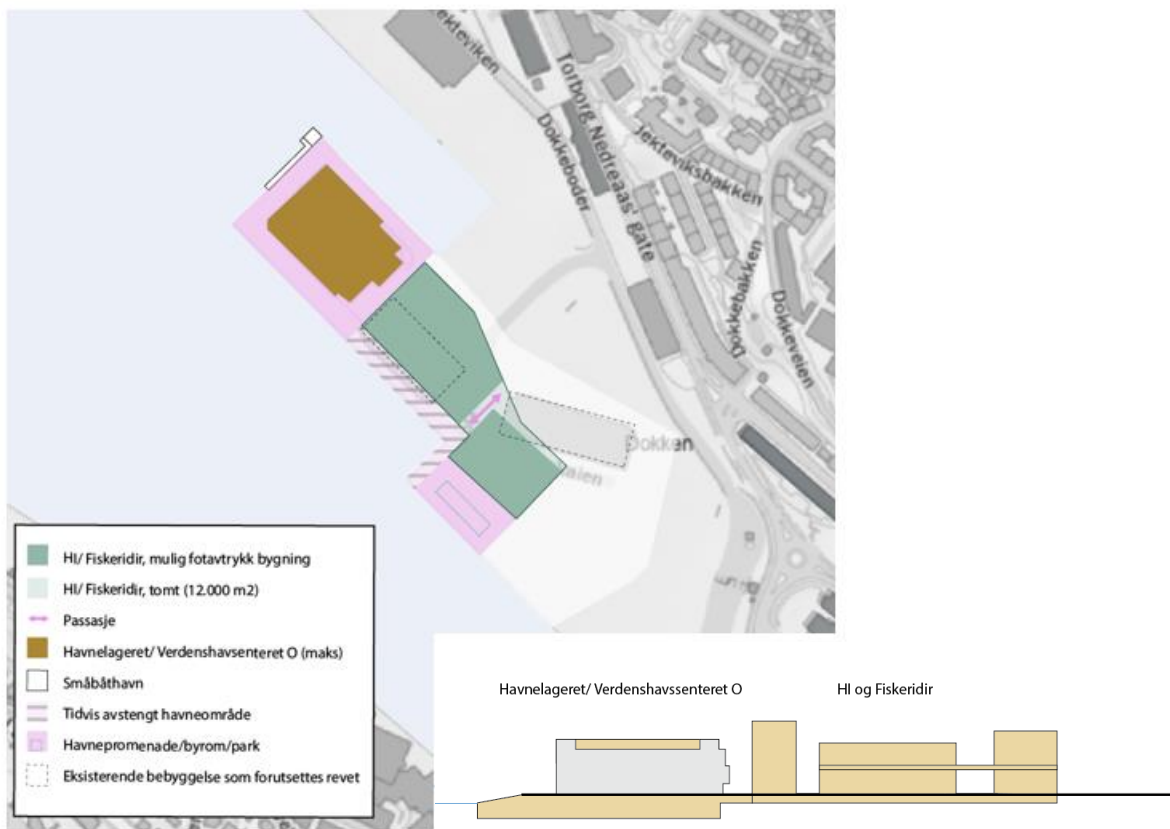 Jekteviken
Torborg Nedreaas' gate
Jekteviksbakken
Dokkeboder
Dokkebakken
Dokkeveien
Dokken
HI/ Fiskeridir, mulig fotavtrykk bygning
HI/ Fiskeridir, tomt (12.000 m2)
Passasje
Havnelageret/ Verdenshavsenteret O (maks)
Småbåthavn
Tidvis avstengt havneområde
Havnepromenade/byrom/park
Eksisterende bebyggelse som forutsettes revet
Havnelageret/ Verdenshavssenteret O
HI og Fiskeridir